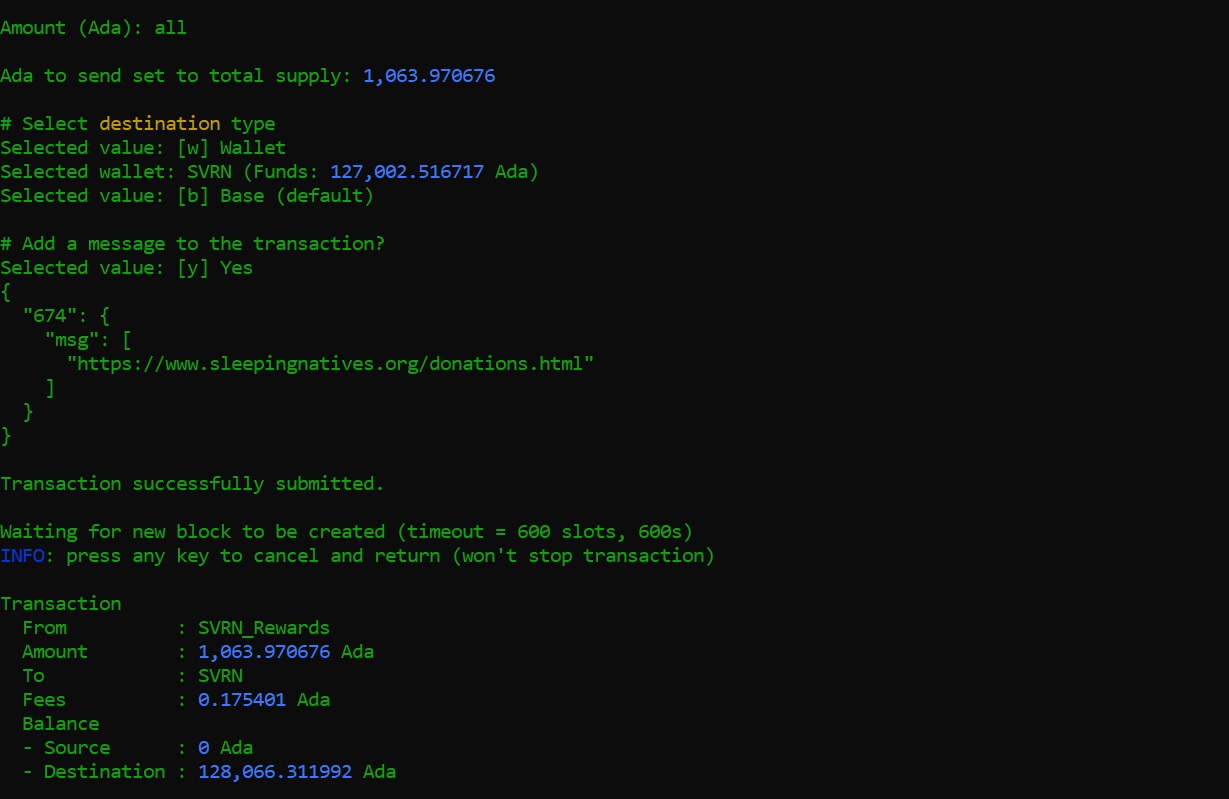 Amount (Ada): all
Ada to send set to total supply: 1,063.970676
# Select destination type
Selected value: [w] Wallet
Selected wallet: SVRN (Funds: 127,002.516717 Ada)
Selected value: [b] Base (default)
# Add a message to the transaction?
Selected value: [y] Yes
{
  "674": {
    "msg": [
      "https://www.sleepingnatives.org/donations.html"
    ]
  }
}
Transaction successfully submitted.
Waiting for new block to be created (timeout = 600 slots, 600s)
INFO: press any key to cancel and return (won't stop transaction)
Transaction
  From          : SVRN_Rewards
  Amount        : 1,063.970676 Ada
  To            : SVRN
  Fees          : 0.175401 Ada
  Balance
  - Source      : 0 Ada
  - Destination : 128,066.311992 Ada